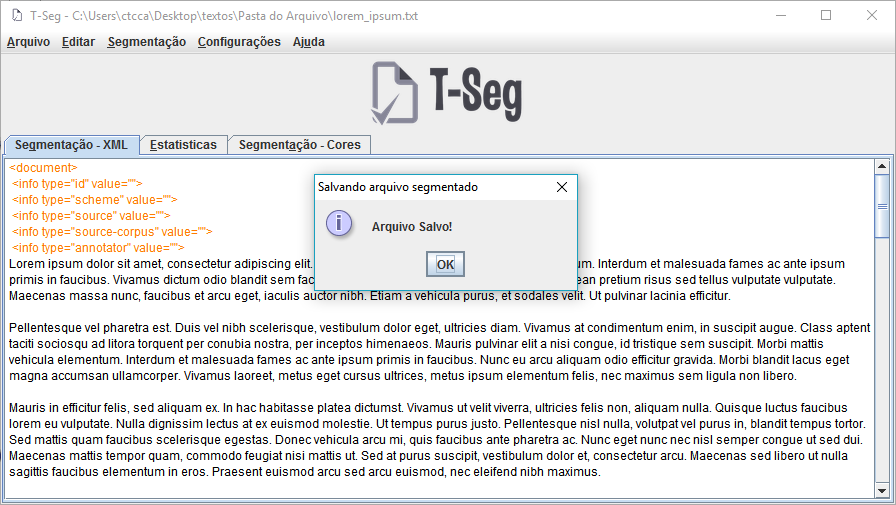 T-Seg - C:\Users\ctcca\Desktop\textos\Pasta do Arquivo\lorem_ipsum.txt
Arquivo Editar Segmentação Configurações Ajuda
T-Seg
Segmentação - XML Estatisticas Segmentação - Cores
<document>
<info type="id" value="">
<info type="scheme" value="">
<info type="source" value="">
<info type="source-corpus" value="">
<info type="annotator" value="">
Salvando arquivo segmentado
Arquivo Salvo!
OK
Lorem ipsum dolor sit amet, consectetur adipiscing elit. m. Interdum et malesuada fames ac ante ipsum
primis in faucibus. Vivamus dictum odio blandit sem fac ean pretium risus sed tellus vulputate vulputate.
Maecenas massa nunc, faucibus et arcu eget, iaculis auctor nibh. Etiam a vehicula purus, et sodales velit. Ut pulvinar lacinia efficitur.
Pellentesque vel pharetra est. Duis vel nibh scelerisque, vestibulum dolor eget, ultricies diam. Vivamus at condimentum enim, in suscipit augue. Class aptent
taciti sociosqu ad litora torquent per conubia nostra, per inceptos himenaeos. Mauris pulvinar elit a nisi congue, id tristique sem suscipit. Morbi mattis
vehicula elementum. Interdum et malesuada fames ac ante ipsum primis in faucibus. Nunc eu arcu aliquam odio efficitur gravida. Morbi blandit lacus eget
magna accumsan ullamcorper. Vivamus laoreet, metus eget cursus ultrices, metus ipsum elementum felis, nec maximus sem ligula non libero.
Mauris in efficitur felis, sed aliquam ex. In hac habitasse platea dictumst. Vivamus ut velit viverra, ultricies felis non, aliquam nulla. Quisque luctus faucibus
lorem eu vulputate. Nulla dignissim lectus at ex euismod molestie. Ut tempus purus justo. Pellentesque nisl nulla, volutpat vel purus in, blandit tempus tortor.
Sed mattis quam faucibus scelerisque egestas. Donec vehicula arcu mi, quis faucibus ante pharetra ac. Nunc eget nunc nec nisl semper congue ut sed dui.
Maecenas mattis tempor quam, commodo feugiat nisi mattis ut. Sed at purus suscipit, vestibulum dolor et, consectetur arcu. Maecenas sed libero ut nulla
sagittis faucibus elementum in eros. Praesent euismod arcu sed arcu euismod, nec eleifend nibh maximus.